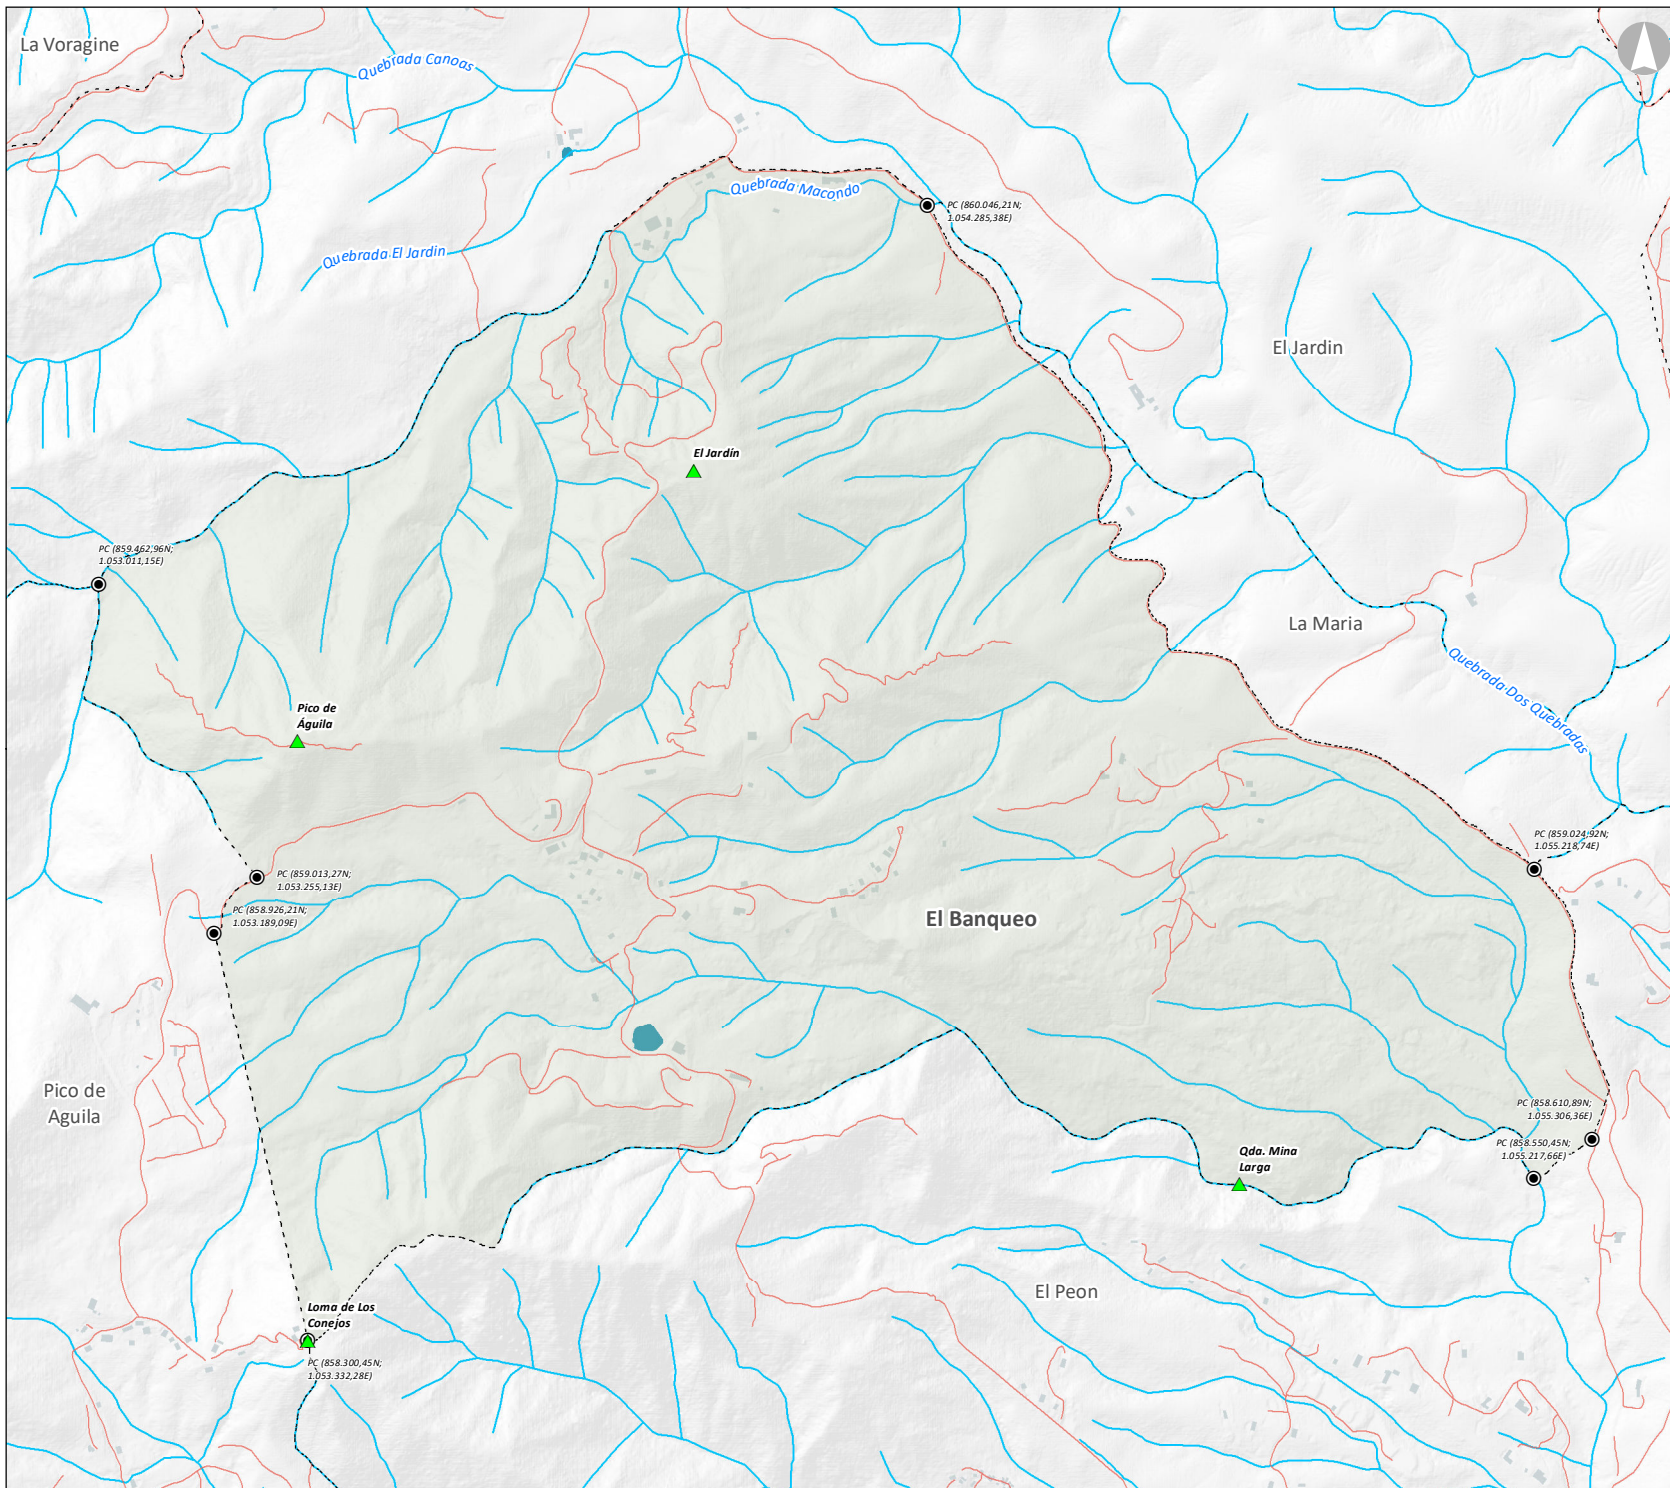 La Voragine
Quebrada Canoas
Quebrada Macondo
PC (860.046,21N;
1.054.285,38E)
Quebrada El Jardin
El Jardin
El Jardín
PC (859.462,96N;
1.053.011,15E)
La Maria
Quebrada Dos Quebradas
Pico de
Águila
PC (859.024,92N;
1.055.218,74E)
PC (859.013,27N;
1.053.255,13E)
PC (858.926,21N;
1.053.189,09E)
El Banqueo
Pico de
Aguila
PC (858.610,89N;
1.055.306,36E)
PC (858.550,45N;
1.055.217,66E)
Qda. Mina
Larga
El Peon
Loma de Los
Conejos
PC (858.300,45N;
1.053.332,28E)